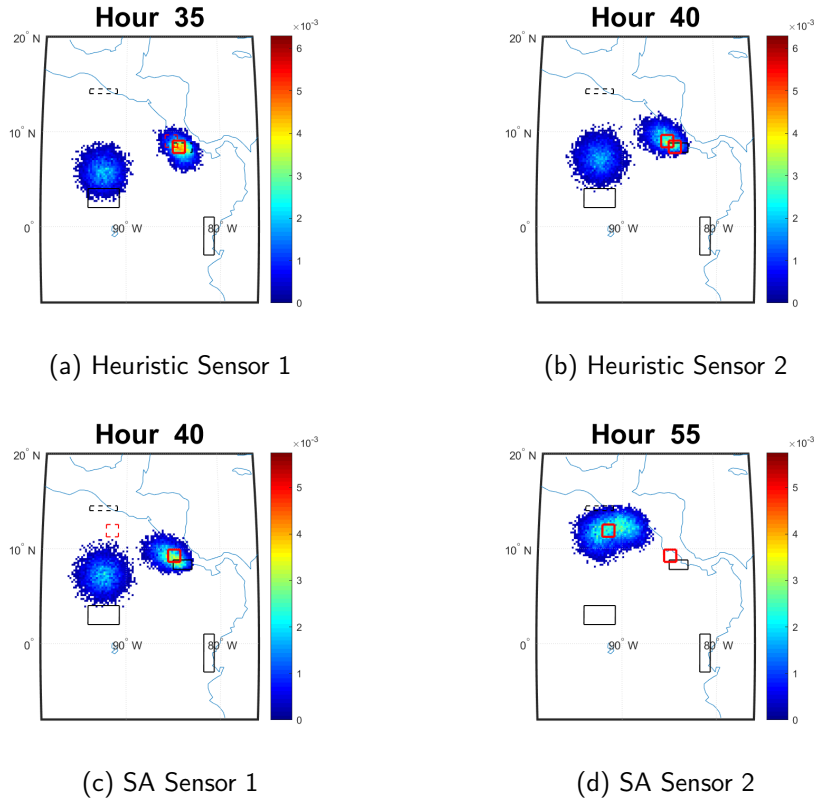 Hour 35
×10⁻³
20° N
10° N
0°
90° W
80° W
6
5
4
3
2
1
0
(a) Heuristic Sensor 1
Hour 40
×10⁻³
20° N
10° N
0°
90° W
80° W
6
5
4
3
2
1
0
(b) Heuristic Sensor 2
Hour 40
×10⁻³
20° N
10° N
0°
90° W
80° W
5
4
3
2
1
0
(c) SA Sensor 1
Hour 55
×10⁻³
20° N
10° N
0°
90° W
80° W
5
4
3
2
1
0
(d) SA Sensor 2